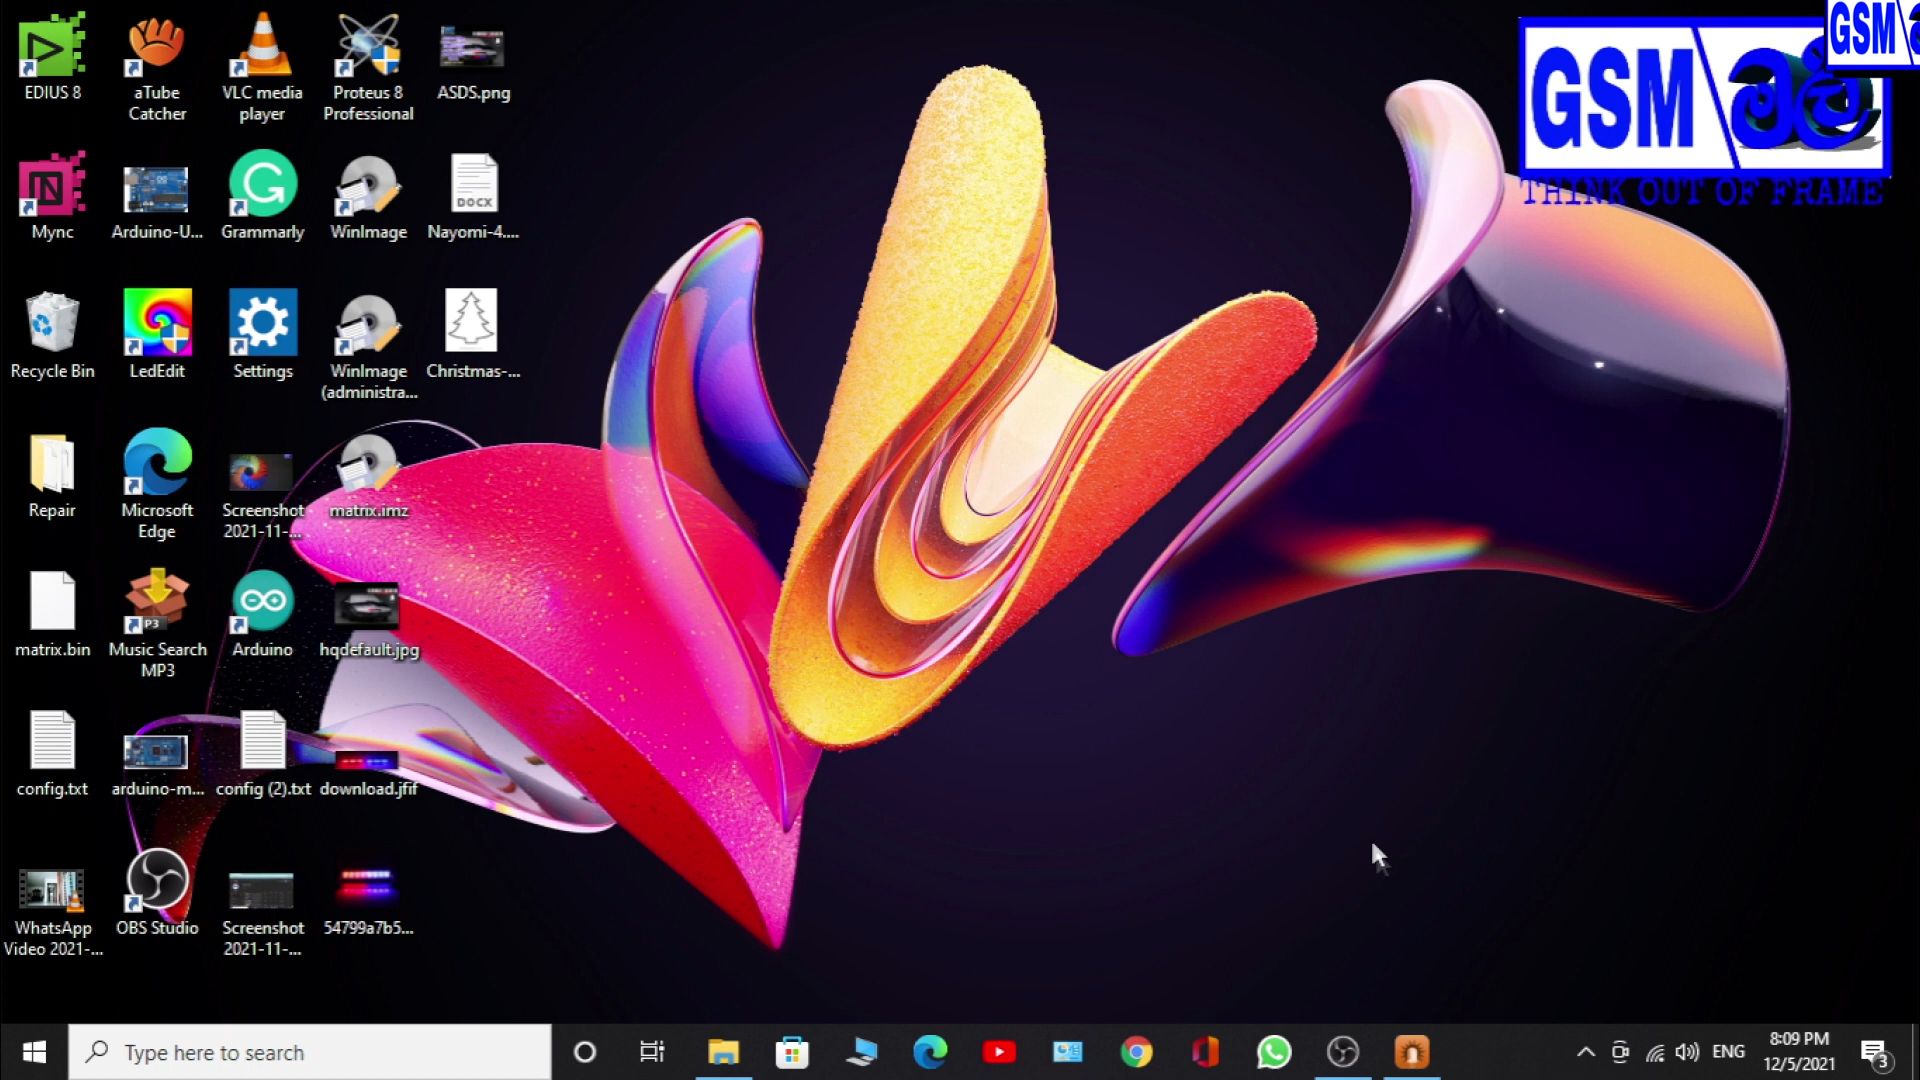 EDIUS 8
aTube
Catcher
VLC media
player
Proteus 8
Professional
ASDS.png
GSM
GSM\මං
THINK OUT OF FRAME
Mync
Arduino-U...
Grammarly
WinImage
DOCX
Nayomi-4....
Recycle Bin
LedEdit
Settings
WinImage
(administra...
Christmas-...
Repair
Microsoft
Edge
Screenshot
2021-11-...
matrix.imz
matrix.bin
P3
Music Search
MP3
Arduino
hqdefault.jpg
config.txt
arduino-m...
config (2).txt
download.jfif
WhatsApp
Video 2021-...
OBS Studio
Screenshot
2021-11-...
54799a7b5...
Type here to search
ENG
8:09 PM
12/5/2021
3